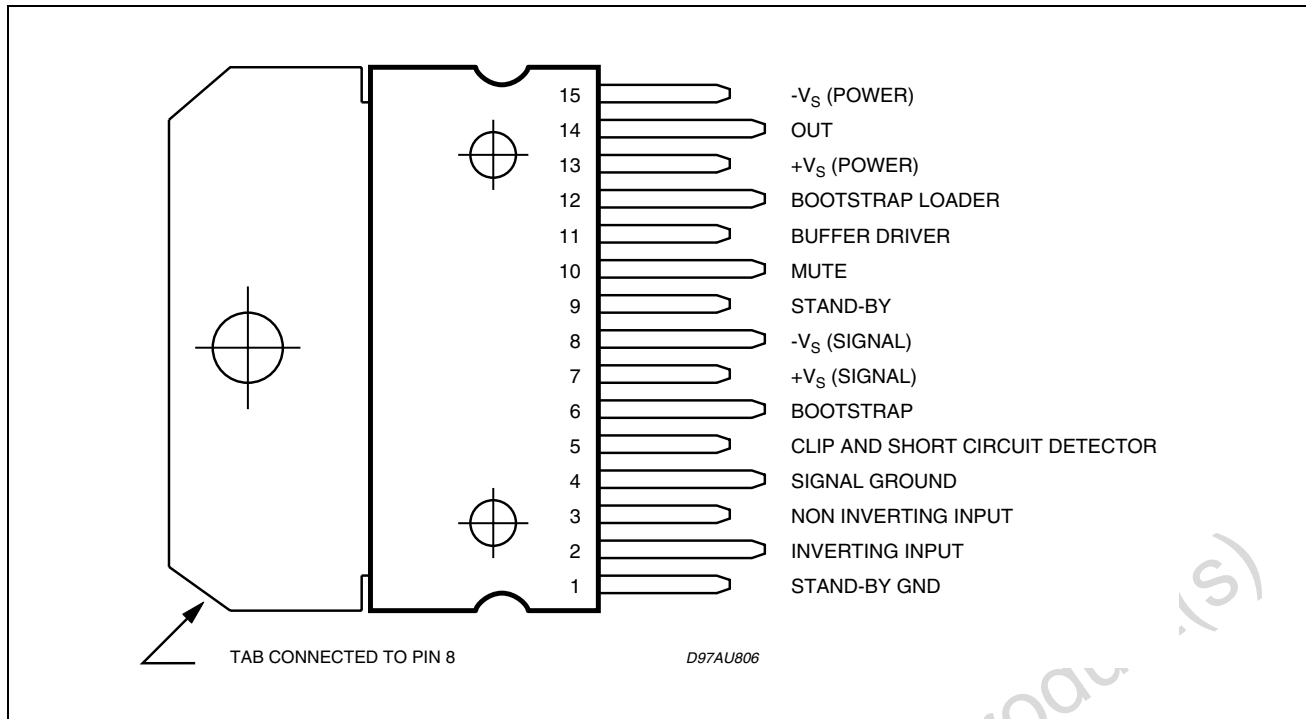 15 -VS (POWER)
14 OUT
13 +VS (POWER)
12 BOOTSTRAP LOADER
11 BUFFER DRIVER
10 MUTE
9 STAND-BY
8 -VS (SIGNAL)
7 +VS (SIGNAL)
6 BOOTSTRAP
5 CLIP AND SHORT CIRCUIT DETECTOR
4 SIGNAL GROUND
3 NON INVERTING INPUT
2 INVERTING INPUT
1 STAND-BY GND
TAB CONNECTED TO PIN 8
D97AU806